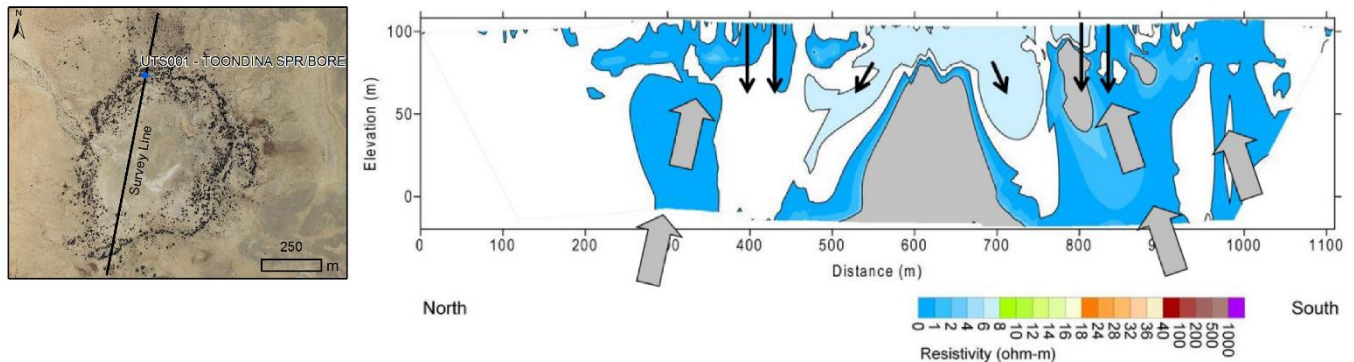 N
UTS001 - TOONDINA SPR/BORE
Survey Line
250
m
Elevation (m)
100
50
0
0 100 200 300 400 500 600 700 800 900 1000 1100
Distance (m)
North
South
0 1 2 4 6 8 10 12 14 16 18 24 28 32 36 40 100 200 5000 1000
Resistivity (ohm-m)